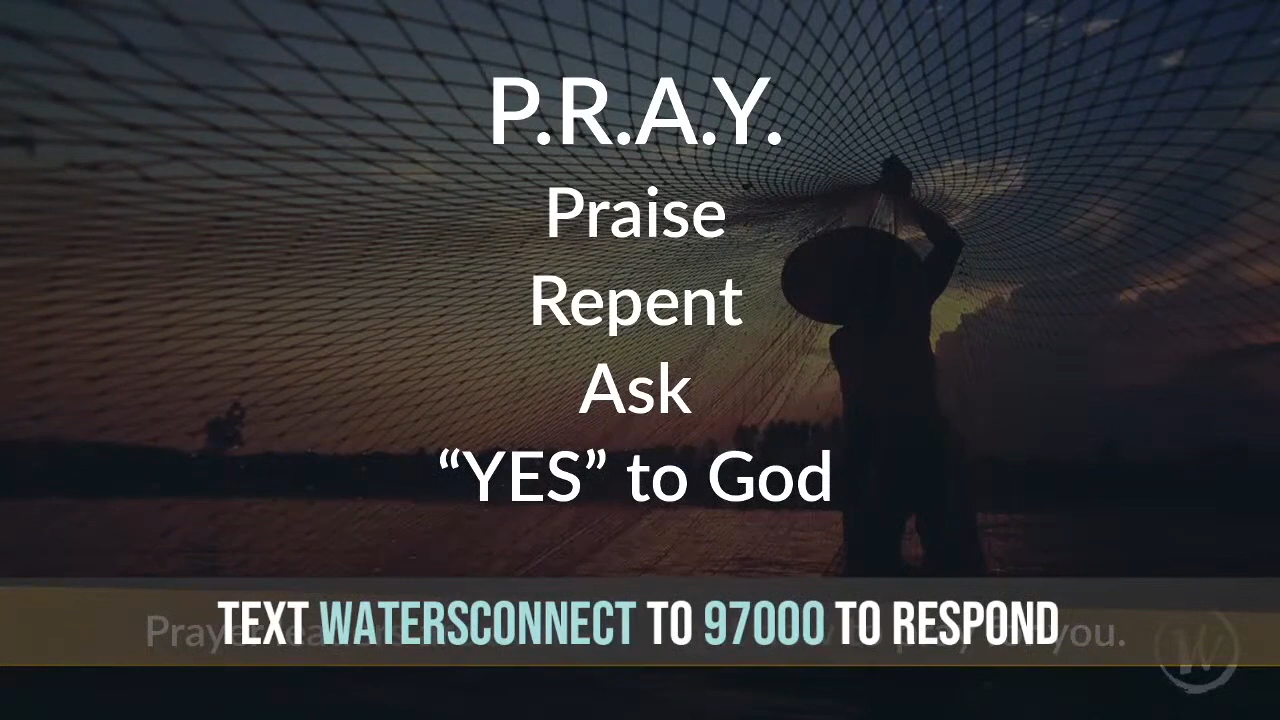 P.R.A.Y.
Praise
Repent
Ask
“YES” to God
TEXT WATERSCONNECT TO 97000 TO RESPOND